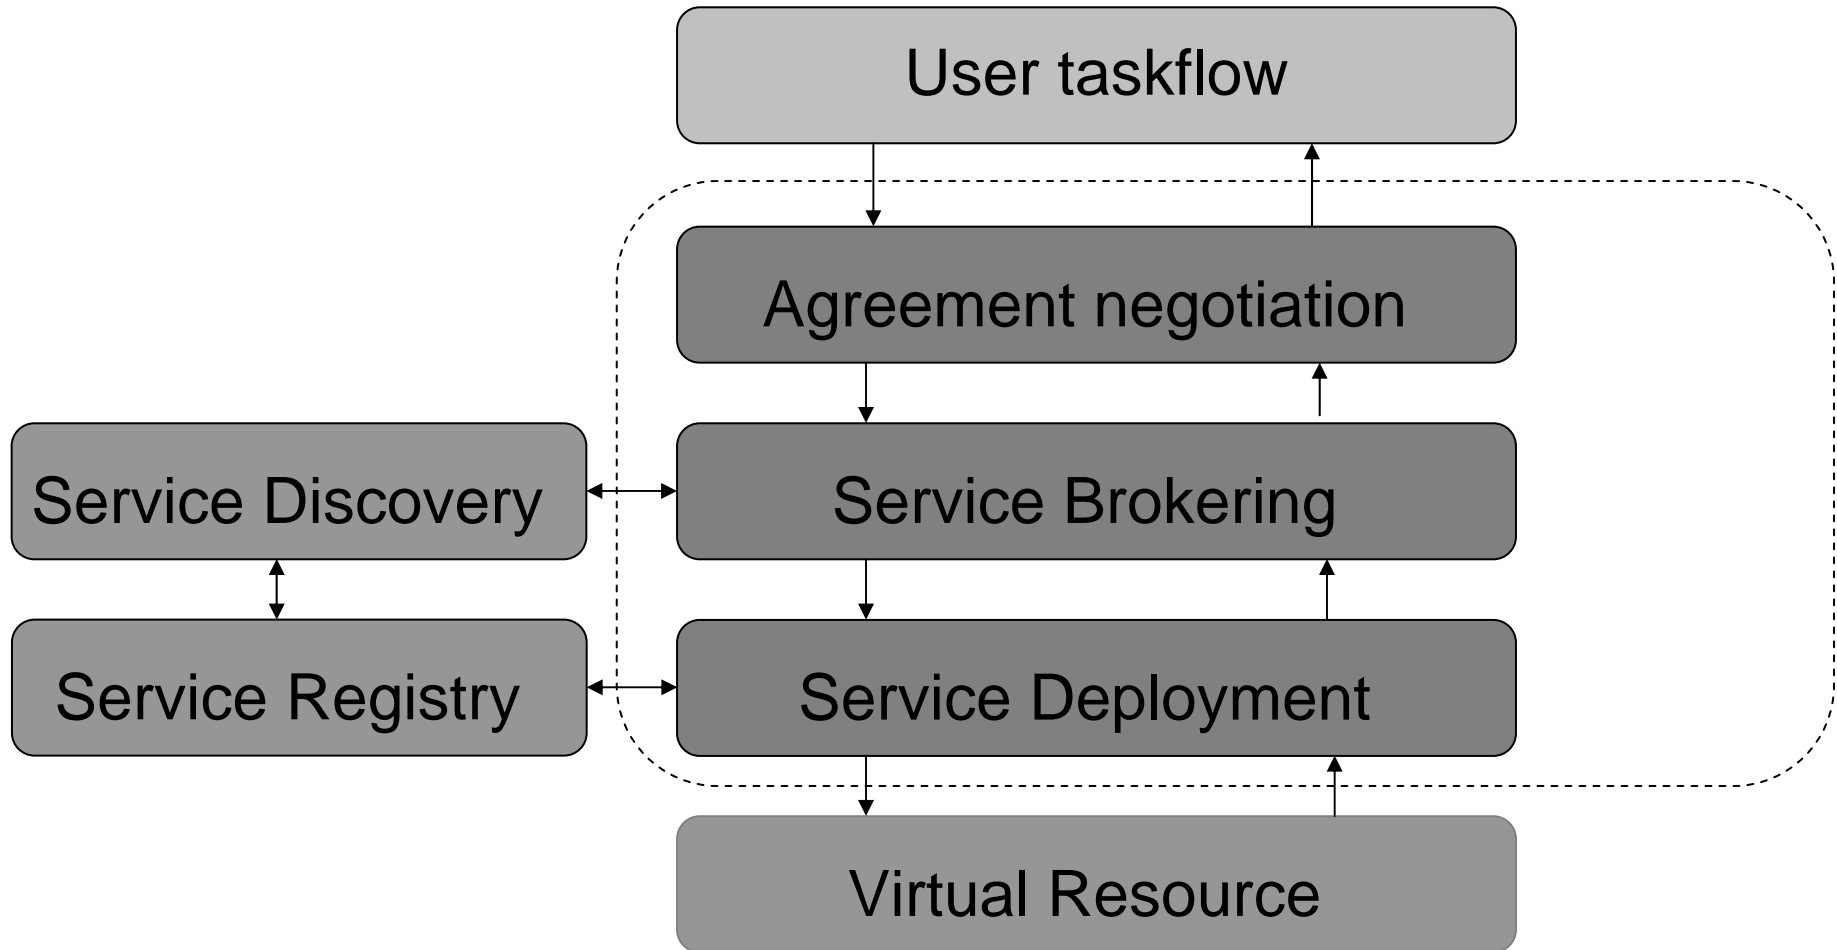 User taskflow
Agreement negotiation
Service Discovery
Service Brokering
Service Registry
Service Deployment
Virtual Resource